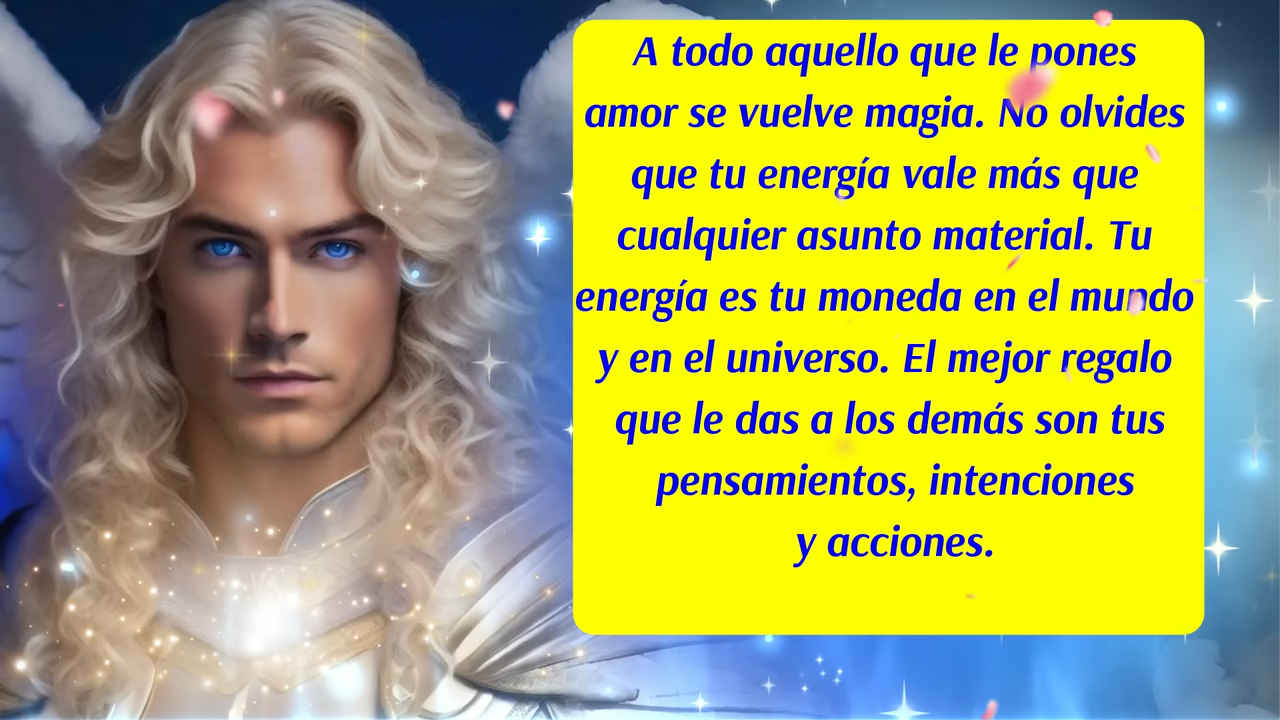 A todo aquello que le pones
amor se vuelve magia. No olvides
que tu energía vale más que
cualquier asunto material. Tu
energía es tu moneda en el mundo
y en el universo. El mejor regalo
que le das a los demás son tus
pensamientos, intenciones
y acciones.